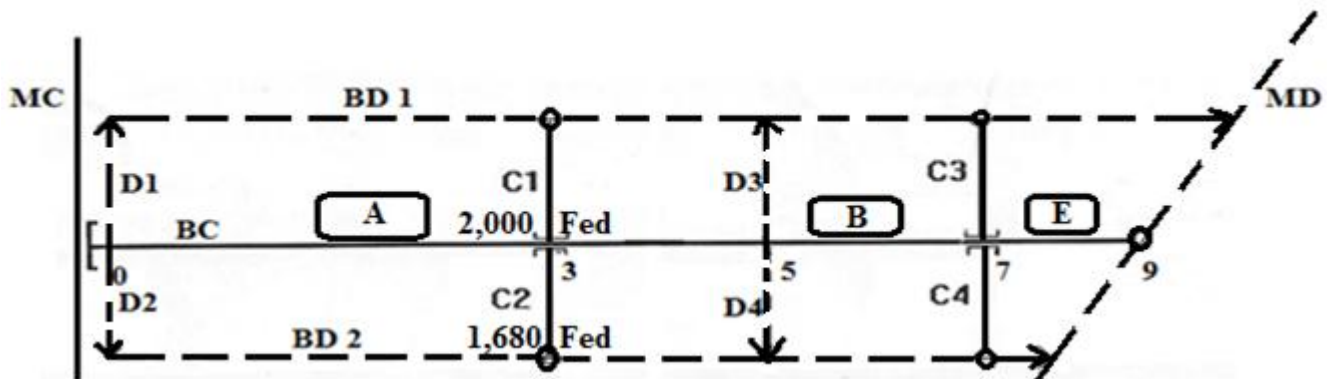 MC
BD 1
MD
D1
C1
D3
C3
A
B
E
2,000 Fed
BC
0
3
5
7
9
D2
C2
D4
C4
BD 2
1,680 Fed